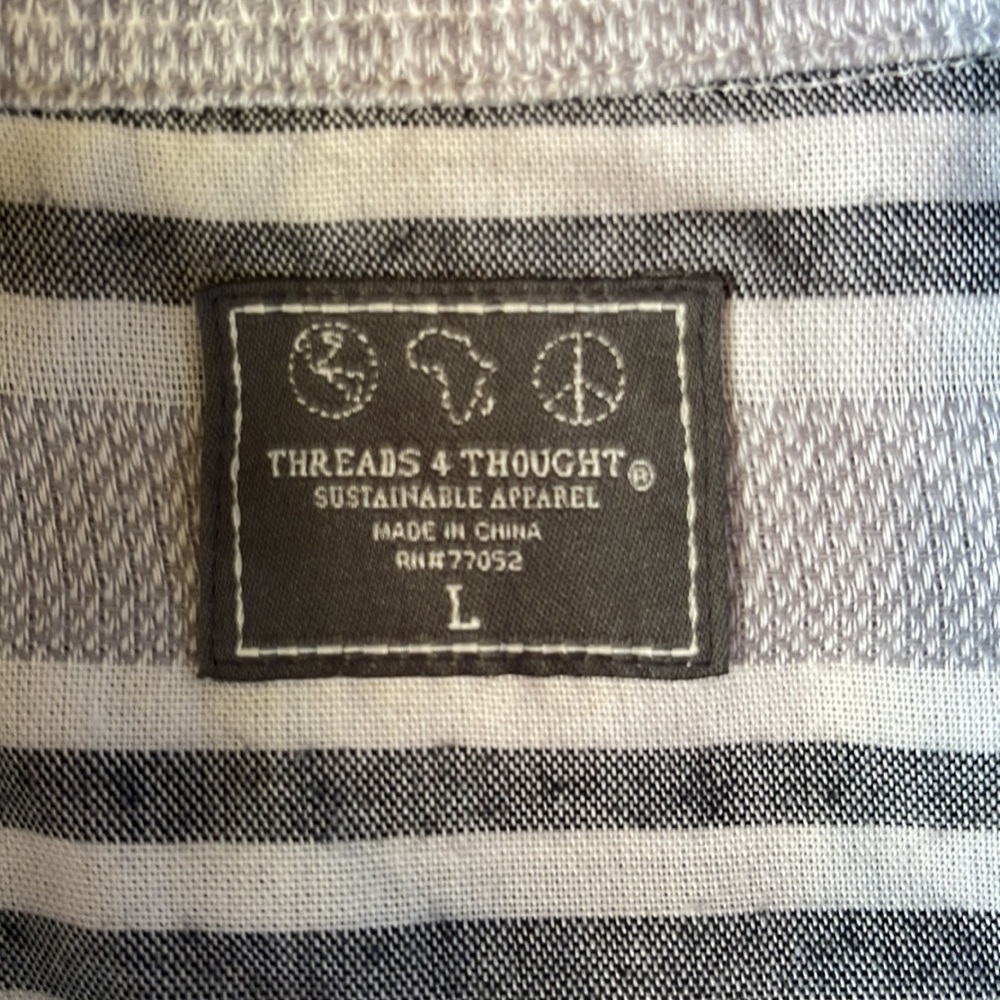 THREADS 4 THOUGHT®
SUSTAINABLE APPAREL
MADE IN CHINA
RN#77052
L